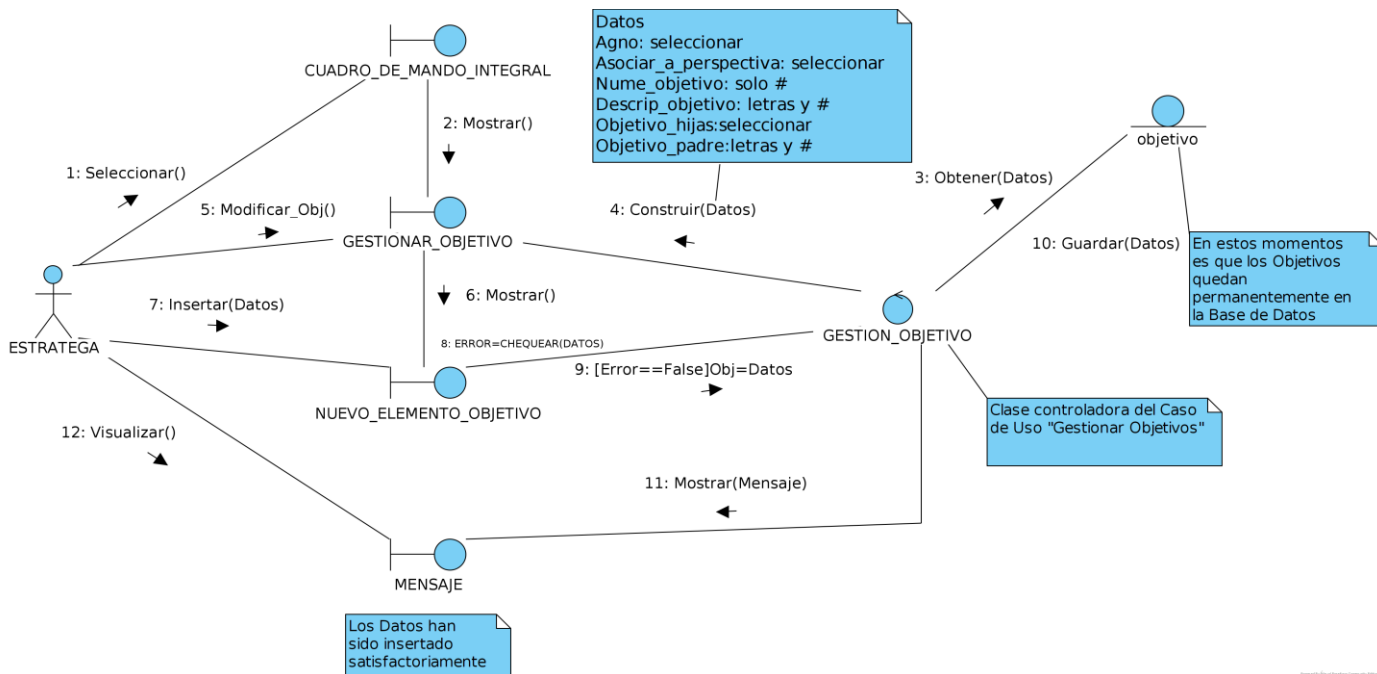 CUADRO_DE_MANDO_INTEGRAL
Datos
Agno: seleccionar
Asociar_a_perspectiva: seleccionar
Nume_objetivo: solo #
Descrip_objetivo: letras y #
Objetivo_hijas:seleccionar
Objetivo_padre:letras y #
objetivo
2: Mostrar()
1: Seleccionar()
3: Obtener(Datos)
5: Modificar_Obj()
4: Construir(Datos)
GESTIONAR_OBJETIVO
10: Guardar(Datos)
En estos momentos
es que los Objetivos
quedan
permanentemente en
la Base de Datos
6: Mostrar()
7: Insertar(Datos)
ESTRATEGA
GESTION_OBJETIVO
8: ERROR=CHEQUEAR(DATOS)
9: [Error==False]Obj=Datos
NUEVO_ELEMENTO_OBJETIVO
Clase controladora del Caso
de Uso "Gestionar Objetivos"
12: Visualizar()
11: Mostrar(Mensaje)
MENSAJE
Los Datos han
sido insertado
satisfactoriamente